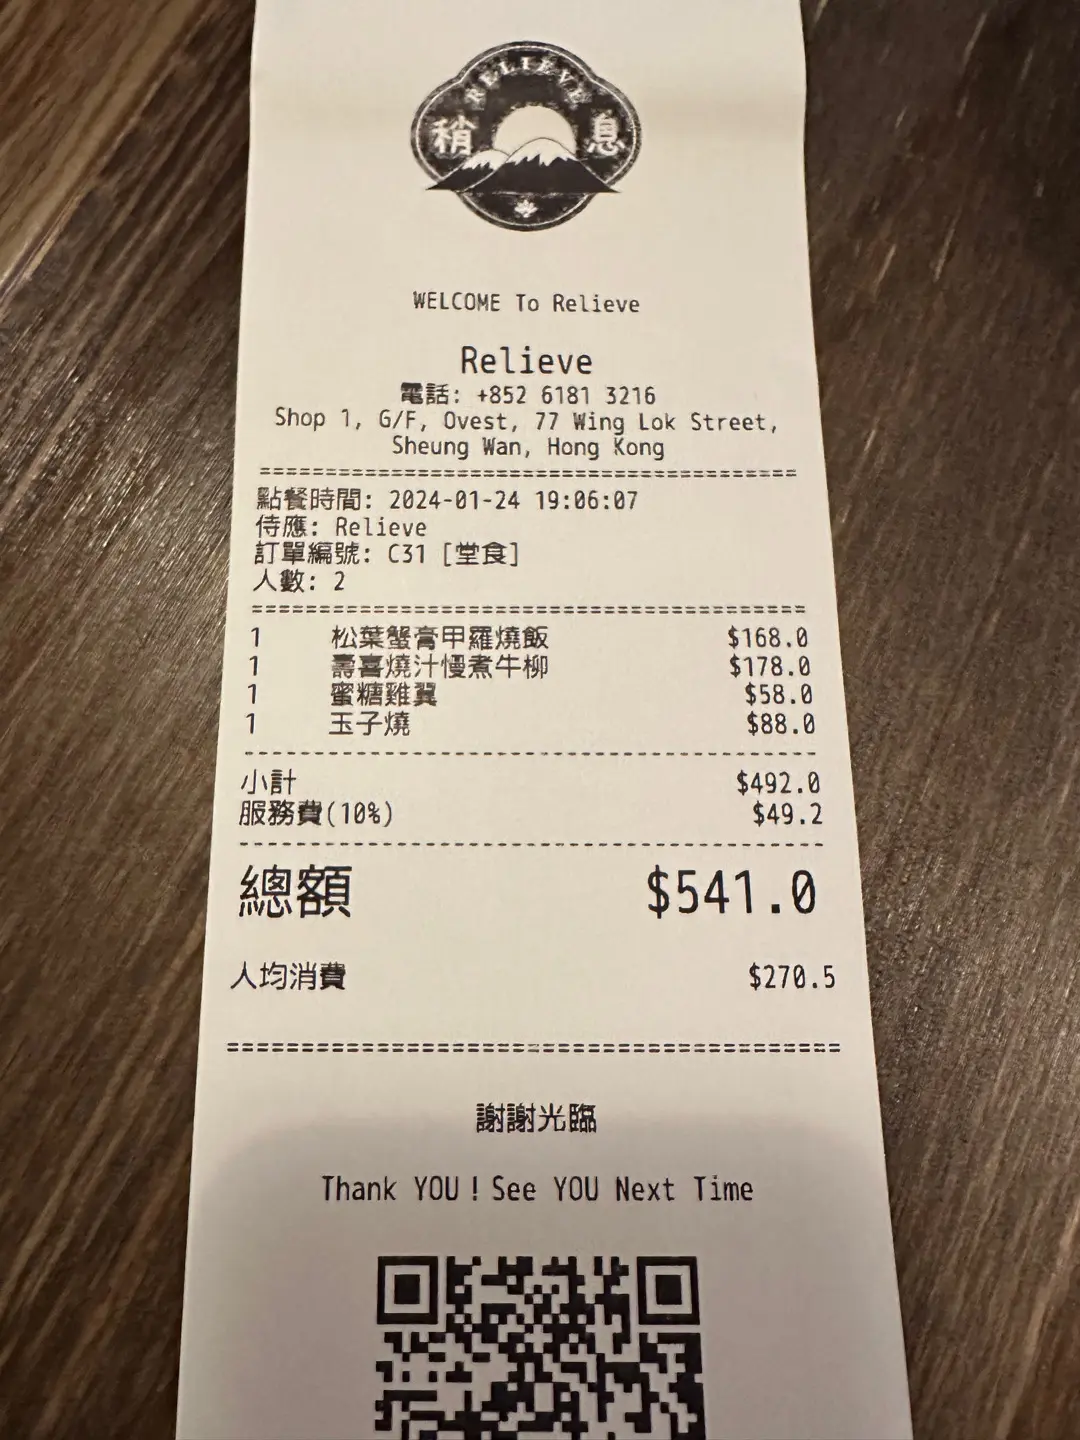 RELIEVE
稍 息
WELCOME To Relieve
Relieve
電話: +852 6181 3216
Shop 1, G/F, Ovest, 77 Wing Lok Street,
Sheung Wan, Hong Kong
點餐時間: 2024-01-24 19:06:07
侍應: Relieve
訂單編號: C31 [堂食]
人數: 2
1 松葉蟹膏甲羅燒飯 $168.0
1 壽喜燒汁慢煮牛柳 $178.0
1 蜜糖雞翼 $58.0
1 玉子燒 $88.0
小計 $492.0
服務費(10%) $49.2
總額 $541.0
人均消費 $270.5
謝謝光臨
Thank YOU！See YOU Next Time